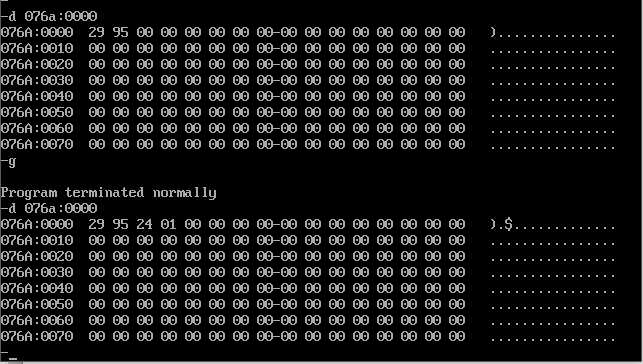 -d 076a:0000
076A:0000  29 95 00 00 00 00 00 00-00 00 00 00 00 00 00 00   )...............
076A:0010  00 00 00 00 00 00 00 00-00 00 00 00 00 00 00 00   ................
076A:0020  00 00 00 00 00 00 00 00-00 00 00 00 00 00 00 00   ................
076A:0030  00 00 00 00 00 00 00 00-00 00 00 00 00 00 00 00   ................
076A:0040  00 00 00 00 00 00 00 00-00 00 00 00 00 00 00 00   ................
076A:0050  00 00 00 00 00 00 00 00-00 00 00 00 00 00 00 00   ................
076A:0060  00 00 00 00 00 00 00 00-00 00 00 00 00 00 00 00   ................
076A:0070  00 00 00 00 00 00 00 00-00 00 00 00 00 00 00 00   ................
-g
Program terminated normally
-d 076a:0000
076A:0000  29 95 24 01 00 00 00 00-00 00 00 00 00 00 00 00   ).$.............
076A:0010  00 00 00 00 00 00 00 00-00 00 00 00 00 00 00 00   ................
076A:0020  00 00 00 00 00 00 00 00-00 00 00 00 00 00 00 00   ................
076A:0030  00 00 00 00 00 00 00 00-00 00 00 00 00 00 00 00   ................
076A:0040  00 00 00 00 00 00 00 00-00 00 00 00 00 00 00 00   ................
076A:0050  00 00 00 00 00 00 00 00-00 00 00 00 00 00 00 00   ................
076A:0060  00 00 00 00 00 00 00 00-00 00 00 00 00 00 00 00   ................
076A:0070  00 00 00 00 00 00 00 00-00 00 00 00 00 00 00 00   ................
-_